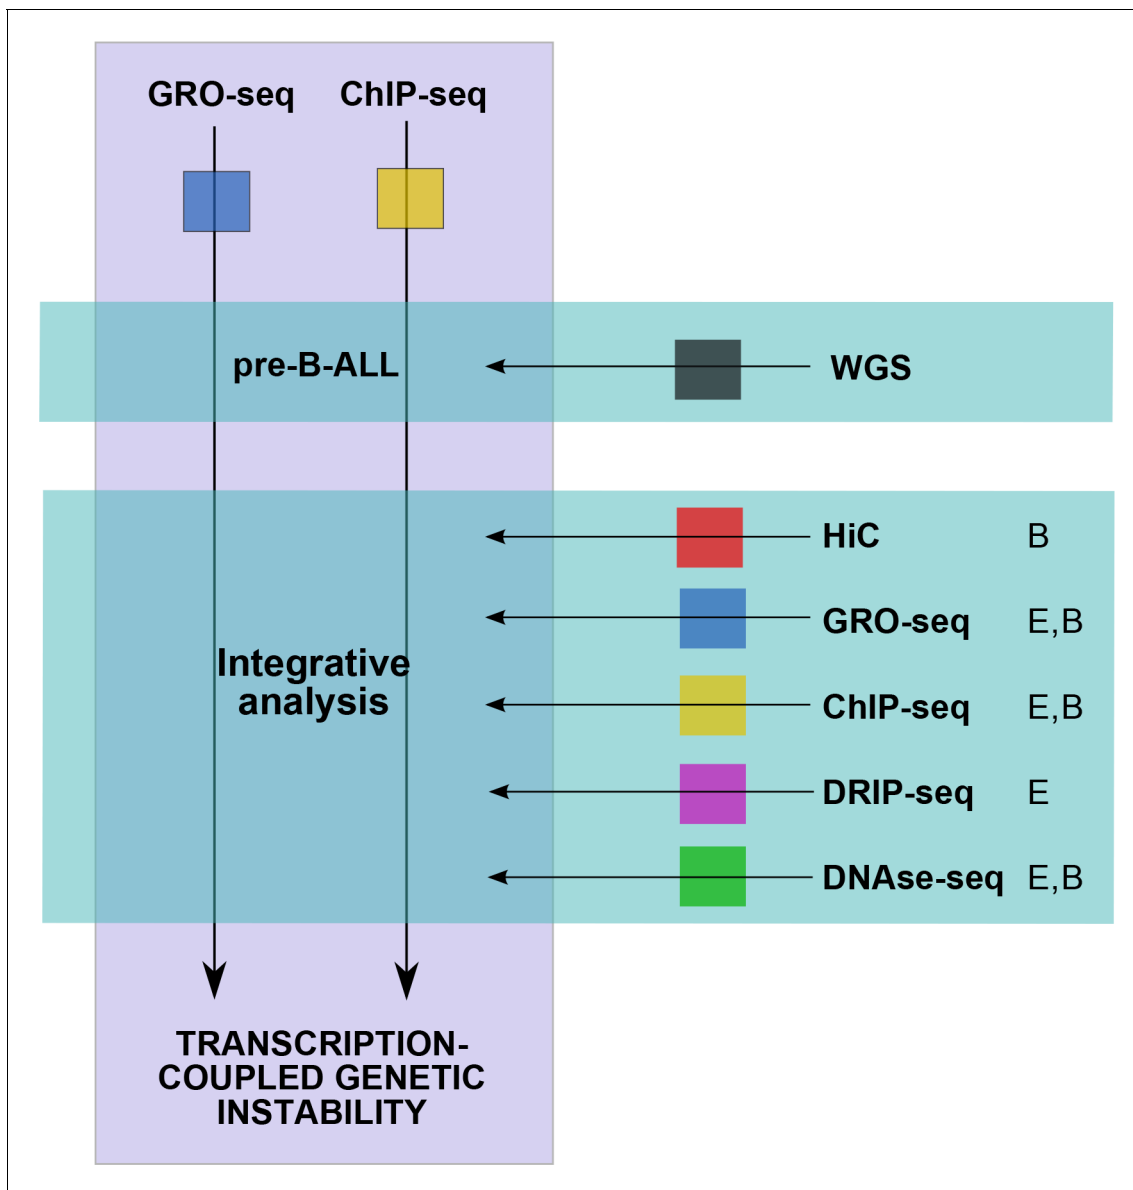 GRO-seq ChIP-seq
pre-B-ALL WGS
HiC B
GRO-seq E,B
Integrative
analysis
ChIP-seq E,B
DRIP-seq E
DNAse-seq E,B
TRANSCRIPTION-
COUPLED GENETIC
INSTABILITY